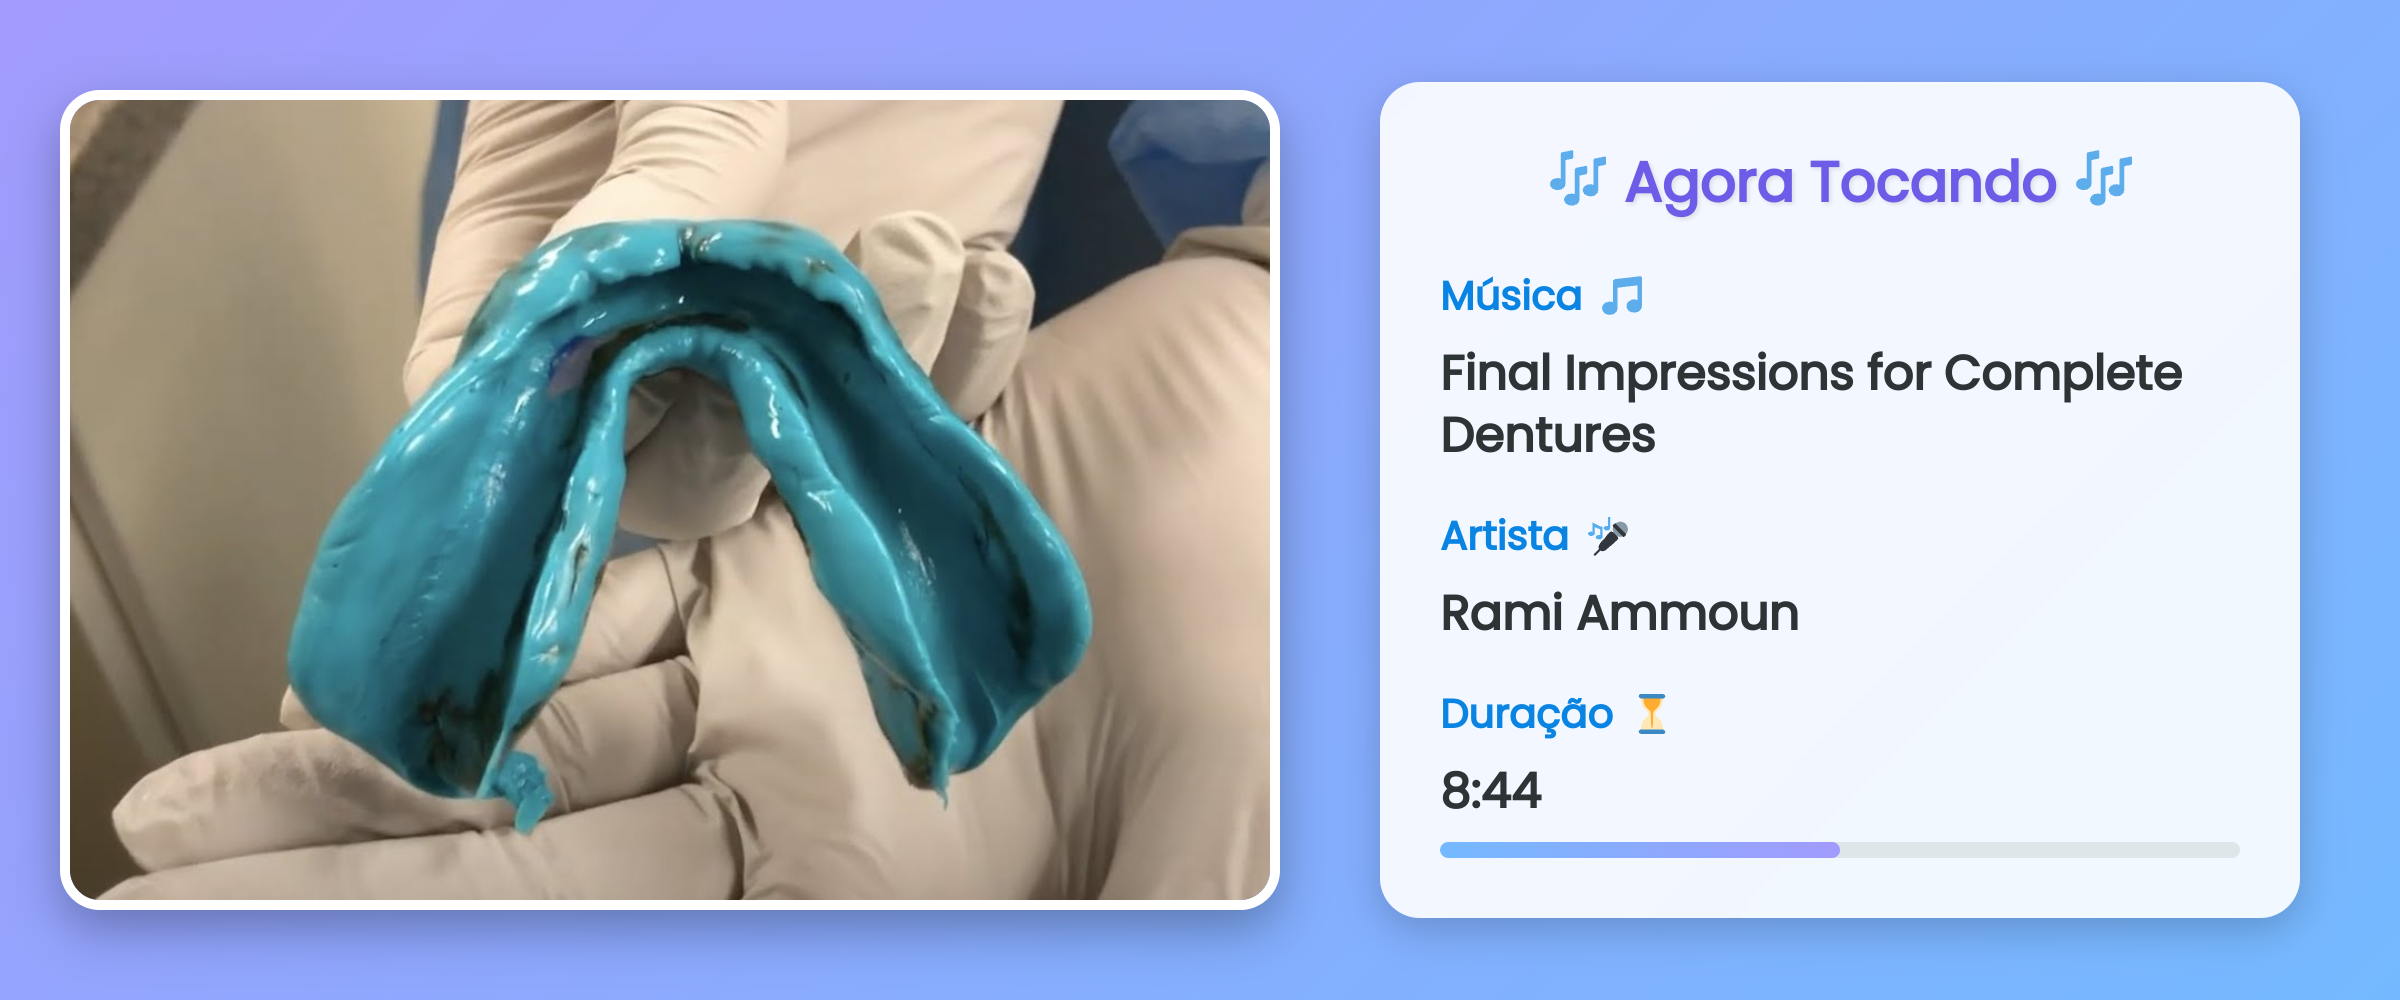 🎶 Agora Tocando 🎶
Música 🎵
Final Impressions for Complete
Dentures
Artista 🎤
Rami Ammoun
Duração ⏳
8:44